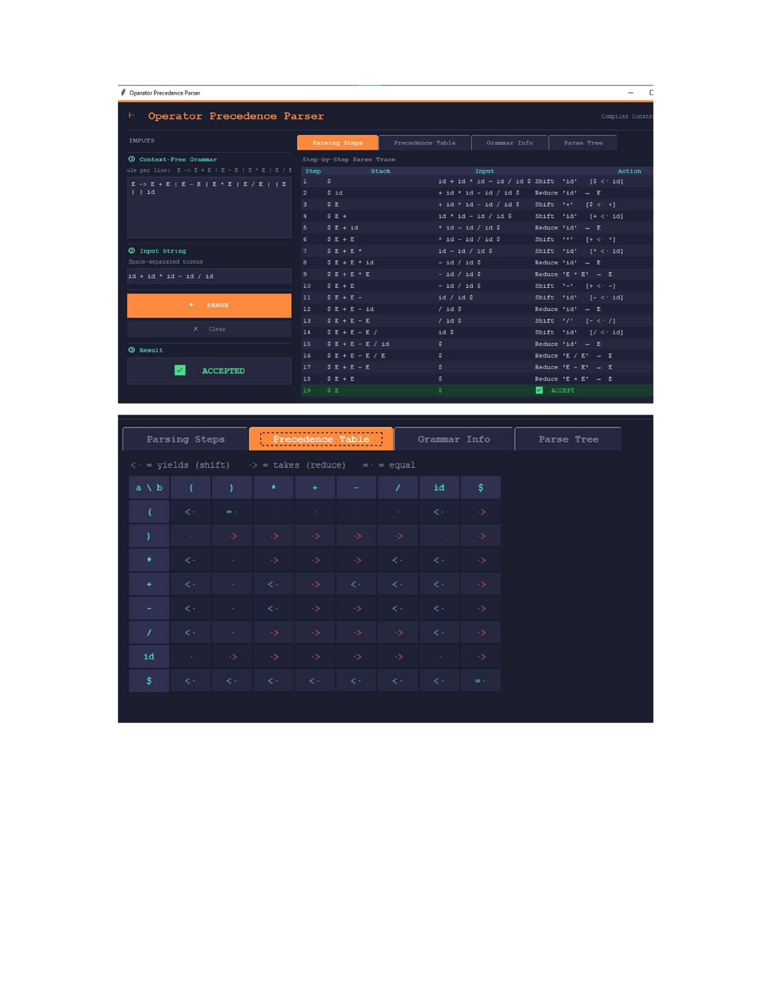 Operator Precedence Parser
⊢ Operator Precedence Parser
Compiler Constr
INPUTS
① Context-Free Grammar
ule per line: E -> E + E | E - E | E * E | E / E
E -> E + E | E - E | E * E | E / E | ( E
) | id
② Input String
Space-separated tokens
id + id * id - id / id
▶ PARSE
✕ Clear
③ Result
✓ ACCEPTED
Parsing Steps Precedence Table Grammar Info Parse Tree
Step-by-Step Parse Trace
Step Stack Input Action
1 $ id + id * id - id / id $ Shift 'id' [$ <· id]
2 $ id + id * id - id / id $ Reduce 'id' → E
3 $ E + id * id - id / id $ Shift '+' [$ <· +]
4 $ E + id * id - id / id $ Shift 'id' [+ <· id]
5 $ E + id * id - id / id $ Reduce 'id' → E
6 $ E + E * id - id / id $ Shift '*' [+ <· *]
7 $ E + E * id - id / id $ Shift 'id' [* <· id]
8 $ E + E * id - id / id $ Reduce 'id' → E
9 $ E + E * E - id / id $ Reduce 'E * E' → E
10 $ E + E - id / id $ Shift '-' [+ <· -]
11 $ E + E - id / id $ Shift 'id' [- <· id]
12 $ E + E - id / id $ Reduce 'id' → E
13 $ E + E - E / id $ Shift '/' [- <· /]
14 $ E + E - E / id $ Shift 'id' [/ <· id]
15 $ E + E - E / id $ Reduce 'id' → E
16 $ E + E - E / E $ Reduce 'E / E' → E
17 $ E + E - E $ Reduce 'E - E' → E
18 $ E + E $ Reduce 'E + E' → E
19 $ E $ ✓ ACCEPT
Parsing Steps Precedence Table Grammar Info Parse Tree
<· = yields (shift) ·> = takes (reduce) =· = equal
a \ b ( ) * + - / id $
( <· =· · · · · <· ·>
) · ·> ·> ·> ·> ·> · ·>
* <· · ·> ·> ·> <· <· ·>
+ <· · <· ·> <· <· <· ·>
- <· · <· ·> ·> <· <· ·>
/ <· · ·> ·> ·> ·> <· ·>
id · ·> ·> ·> ·> ·> · ·>
$ <· <· <· <· <· <· <· =·